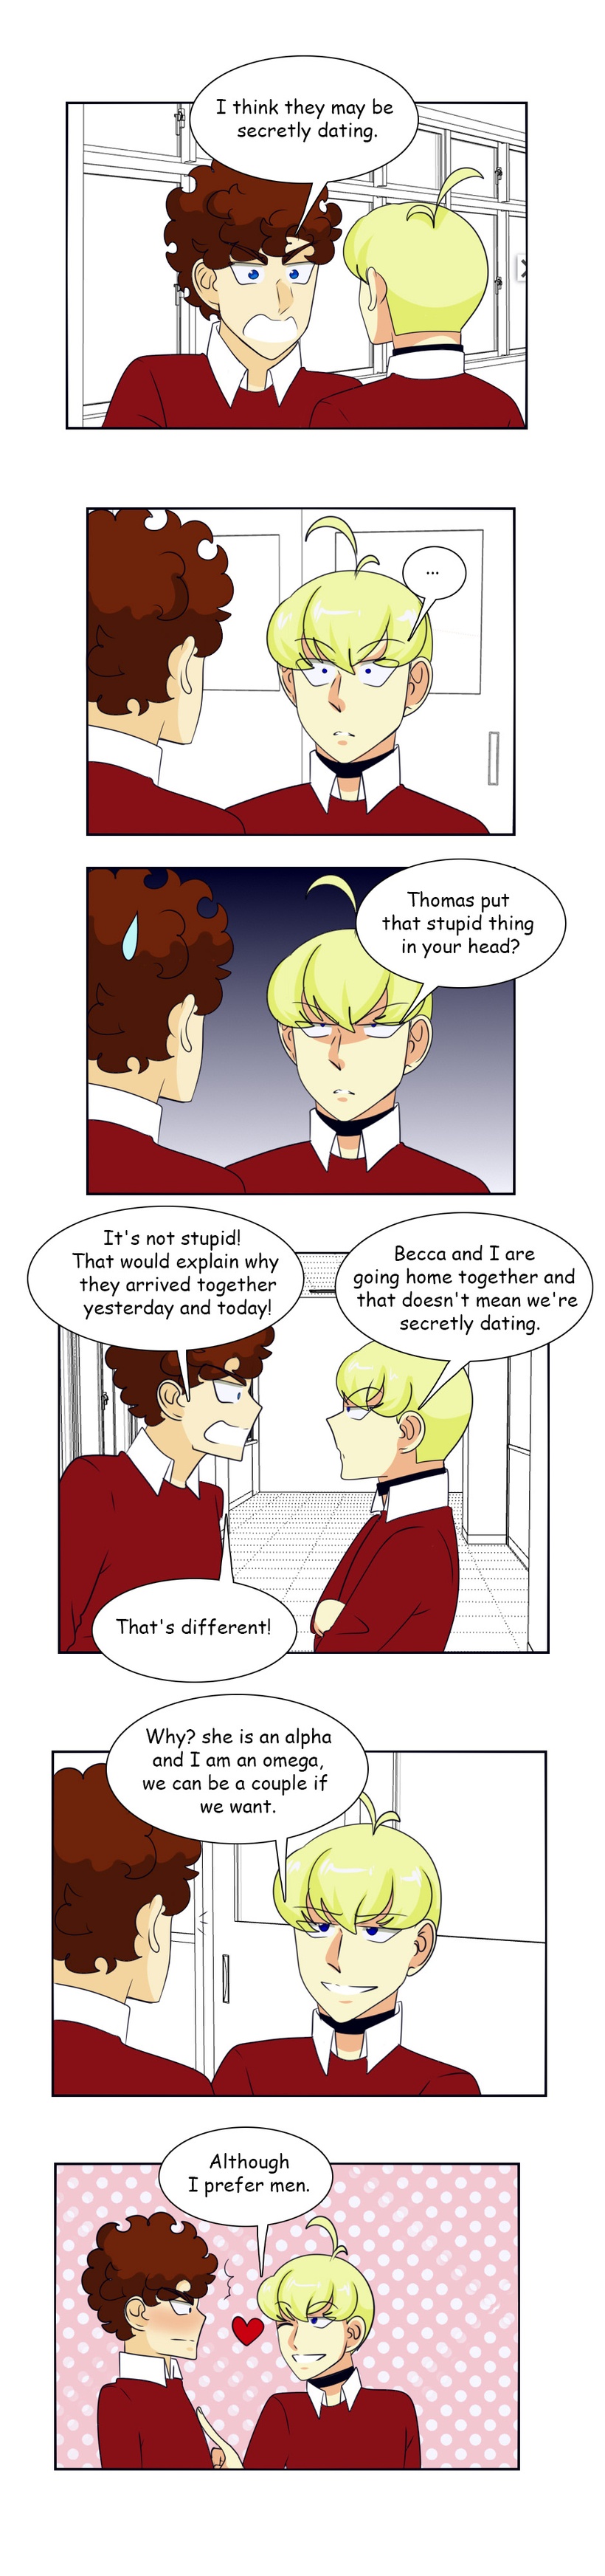 I think they may be
secretly dating.
...
Thomas put
that stupid thing
in your head?
It's not stupid!
That would explain why
they arrived together
yesterday and today!
Becca and I are
going home together and
that doesn't mean we're
secretly dating.
That's different!
Why? she is an alpha
and I am an omega,
we can be a couple if
we want.
Although
I prefer men.